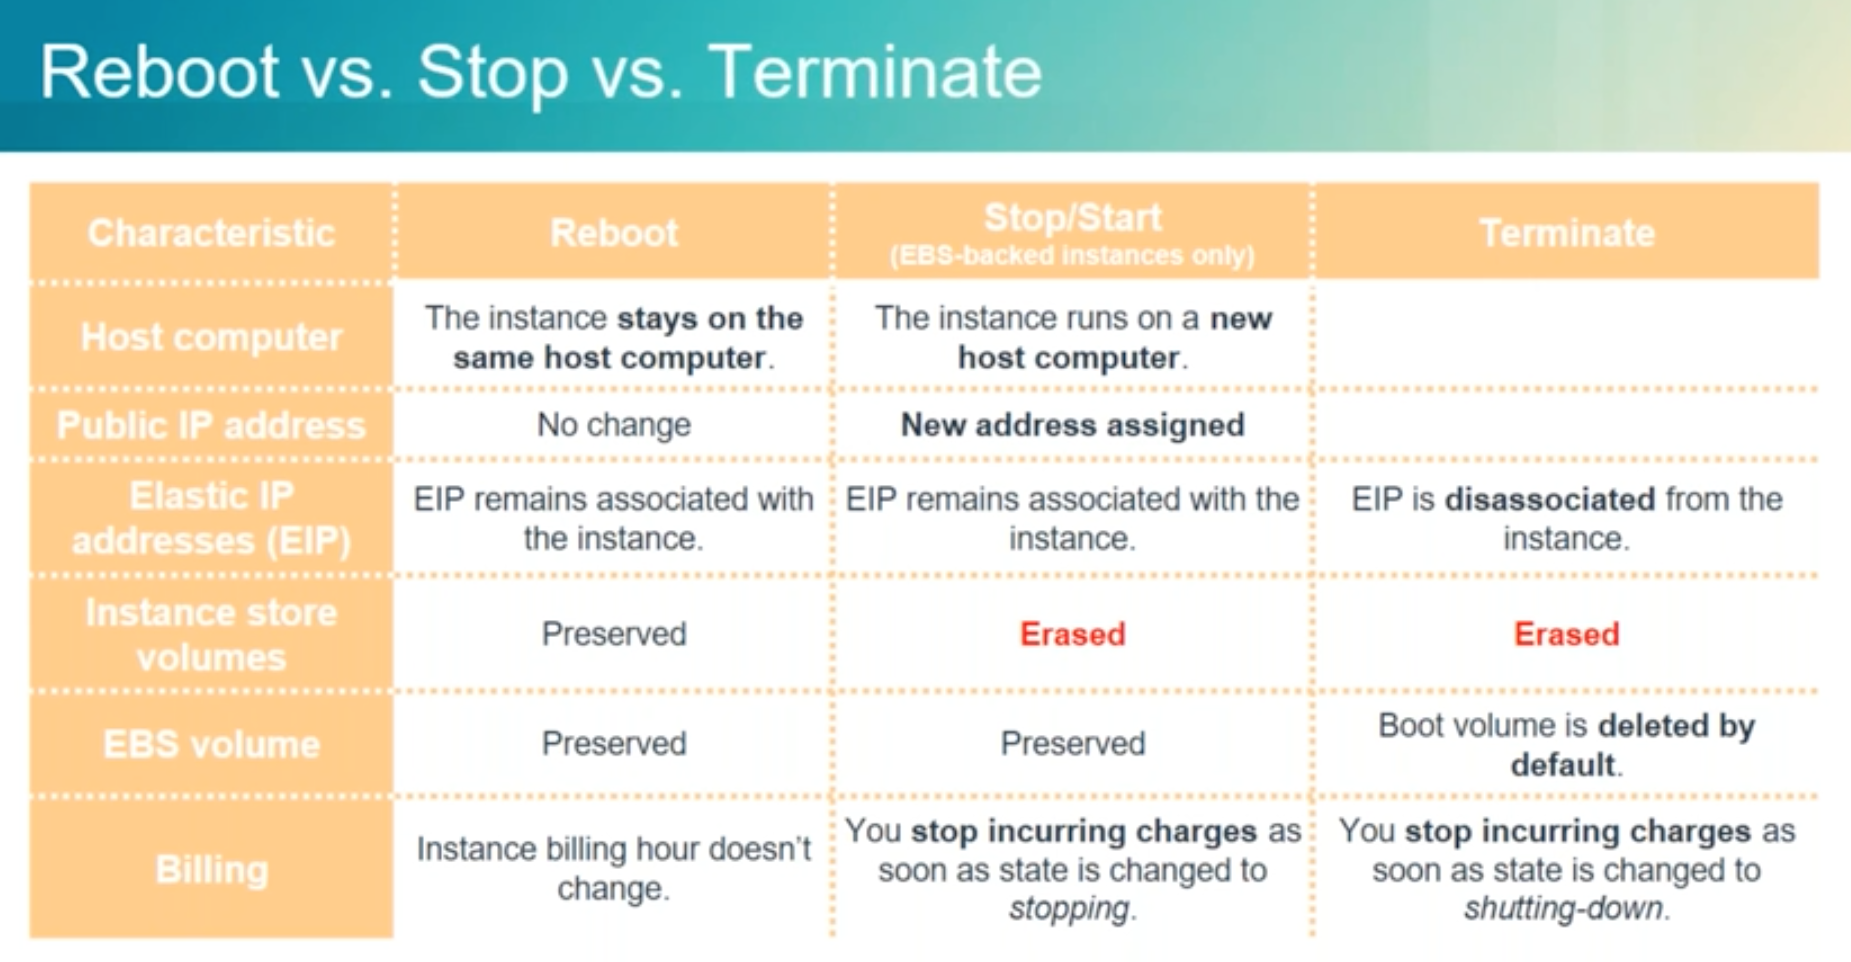 Reboot vs. Stop vs. Terminate
Characteristic
Reboot
Stop/Start
(EBS-backed instances only)
Terminate
Host computer
The instance stays on the
same host computer.
The instance runs on a new
host computer.
Public IP address
No change
New address assigned
Elastic IP
addresses (EIP)
EIP remains associated with
the instance.
EIP remains associated with the
instance.
EIP is disassociated from the
instance.
Instance store
volumes
Preserved
Erased
Erased
EBS volume
Preserved
Preserved
Boot volume is deleted by
default.
Billing
Instance billing hour doesn't
change.
You stop incurring charges as
soon as state is changed to
stopping.
You stop incurring charges as
soon as state is changed to
shutting-down.